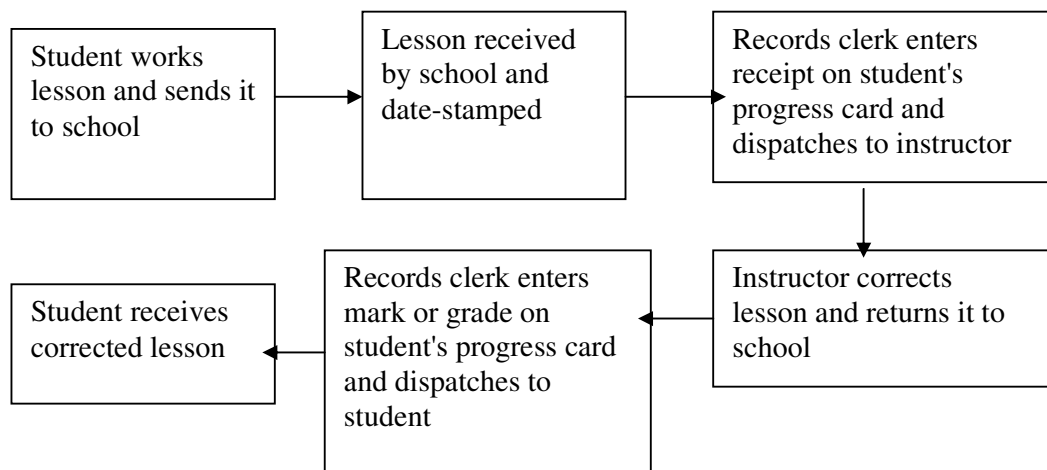 Student works
lesson and sends it
to school
Lesson received
by school and
date-stamped
Records clerk enters
receipt on student's
progress card and
dispatches to instructor
Instructor corrects
lesson and returns it to
school
Records clerk enters
mark or grade on
student's progress card
and dispatches to
student
Student receives
corrected lesson